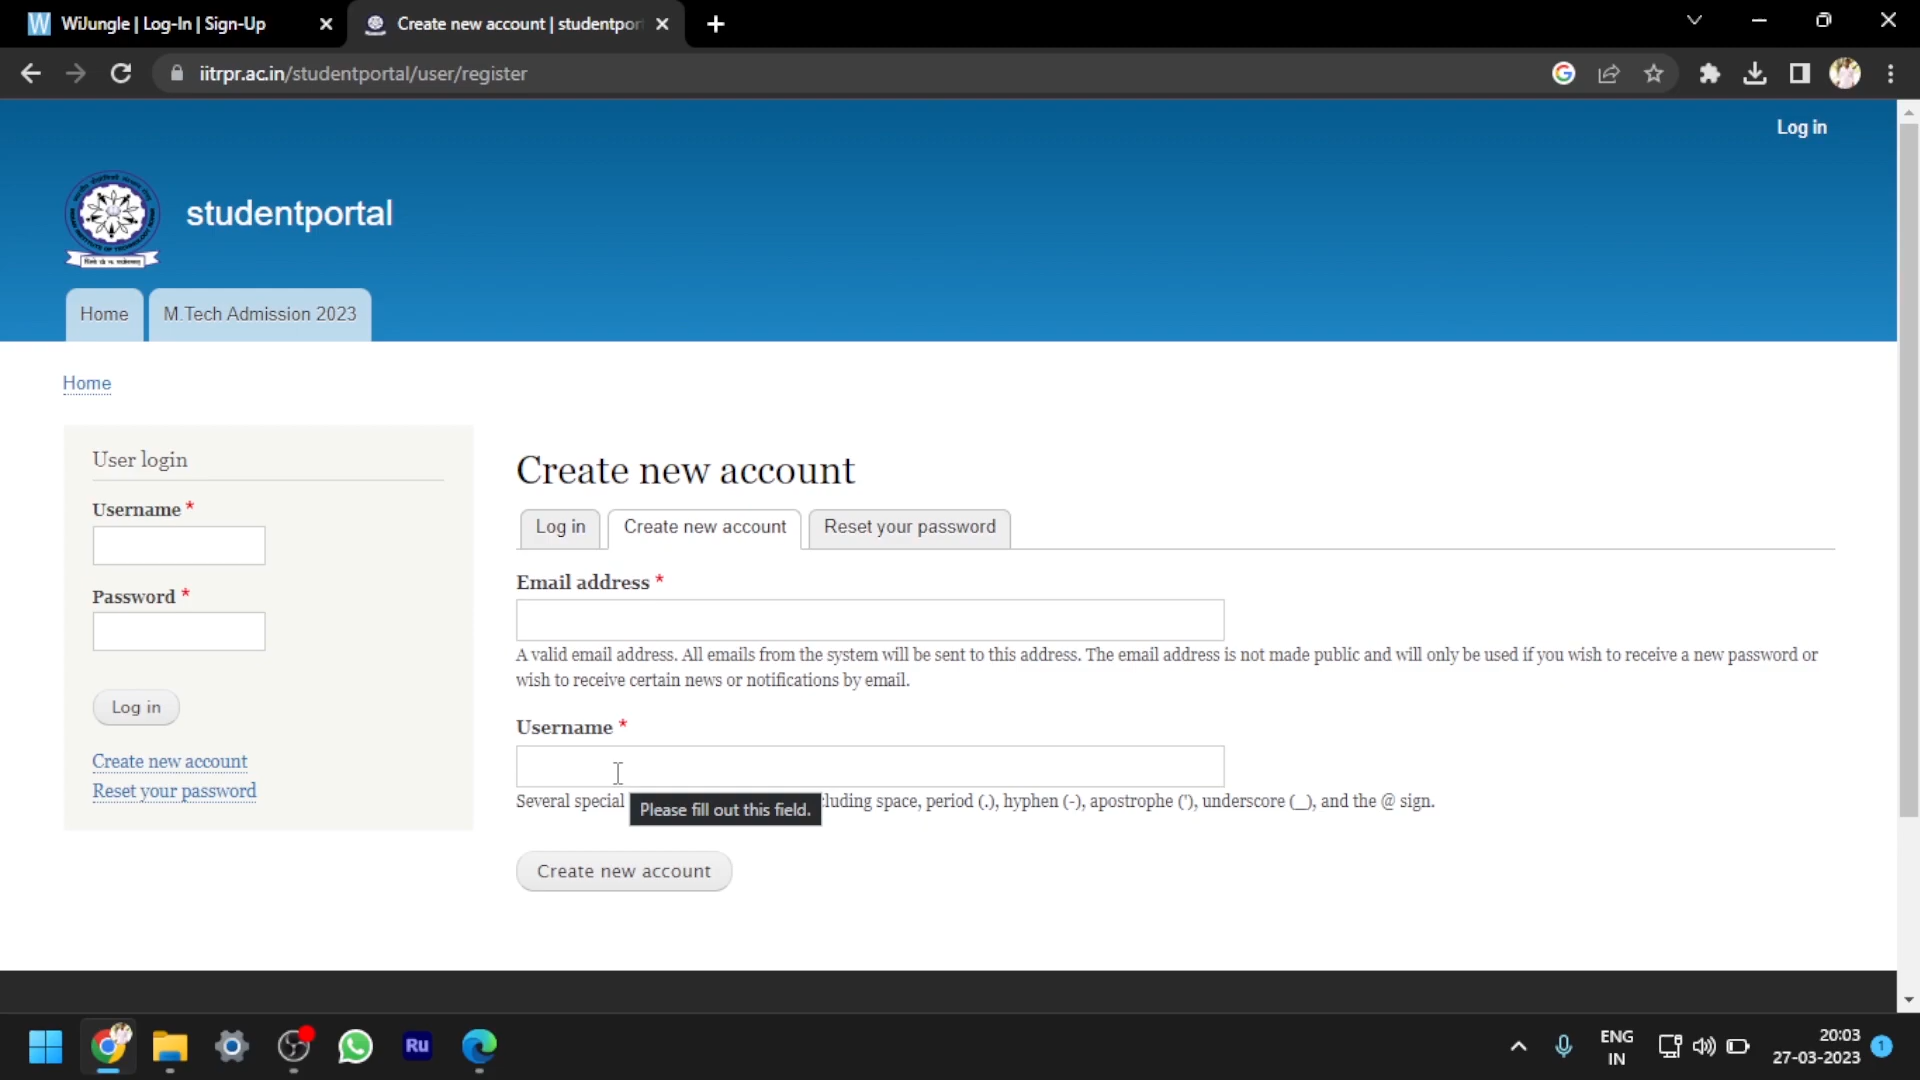 WiJungle | Log-In | Sign-Up
Create new account | studentpor
iitrpr.ac.in/studentportal/user/register
Log in
studentportal
Home
M.Tech Admission 2023
Home
User login
Username *
Password *
Log in
Create new account
Reset your password
Create new account
Log in
Create new account
Reset your password
Email address *
A valid email address. All emails from the system will be sent to this address. The email address is not made public and will only be used if you wish to receive a new password or
wish to receive certain news or notifications by email.
Username *
Several special
luding space, period (.), hyphen (-), apostrophe ('), underscore (_), and the @ sign.
Please fill out this field.
Create new account
Ru
ENG
IN
20:03
27-03-2023
1